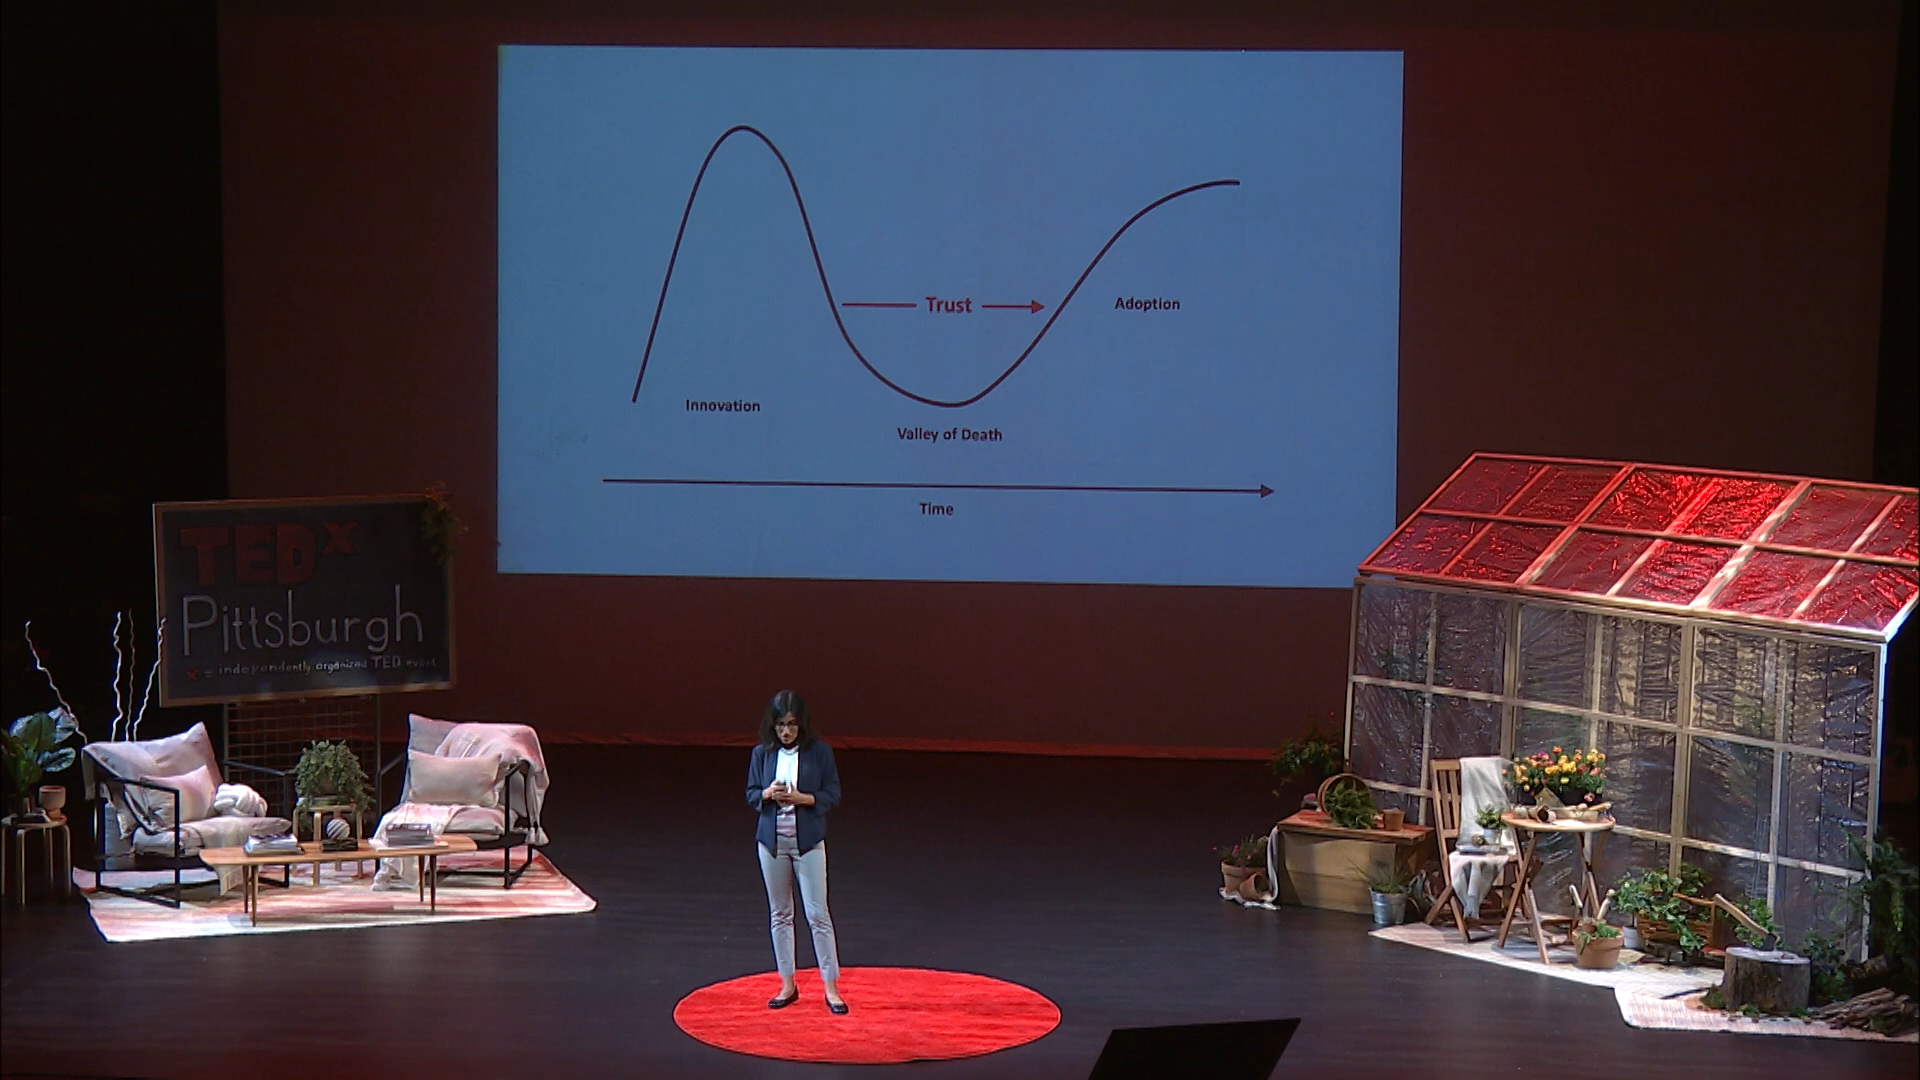 Trust
Adoption
Innovation
Valley of Death
Time
TEDx
Pittsburgh
x = independently organized TED event